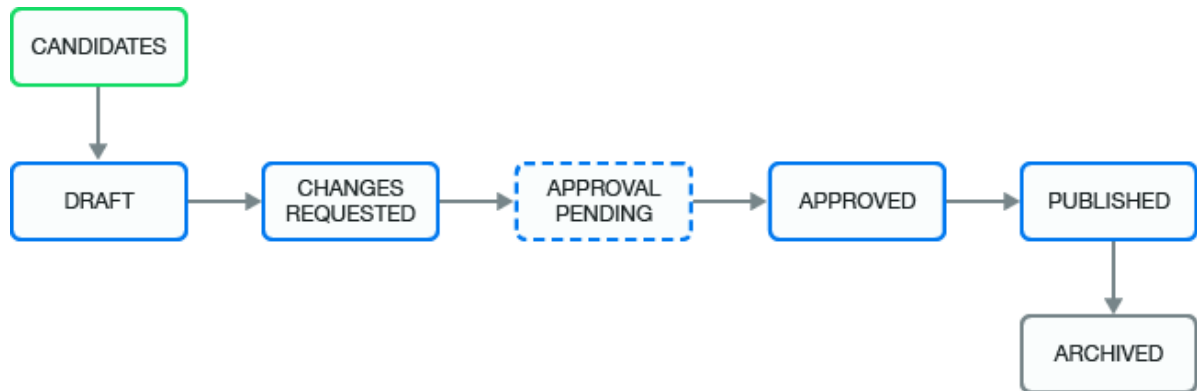 CANDIDATES
DRAFT
CHANGES
REQUESTED
APPROVAL
PENDING
APPROVED
PUBLISHED
ARCHIVED